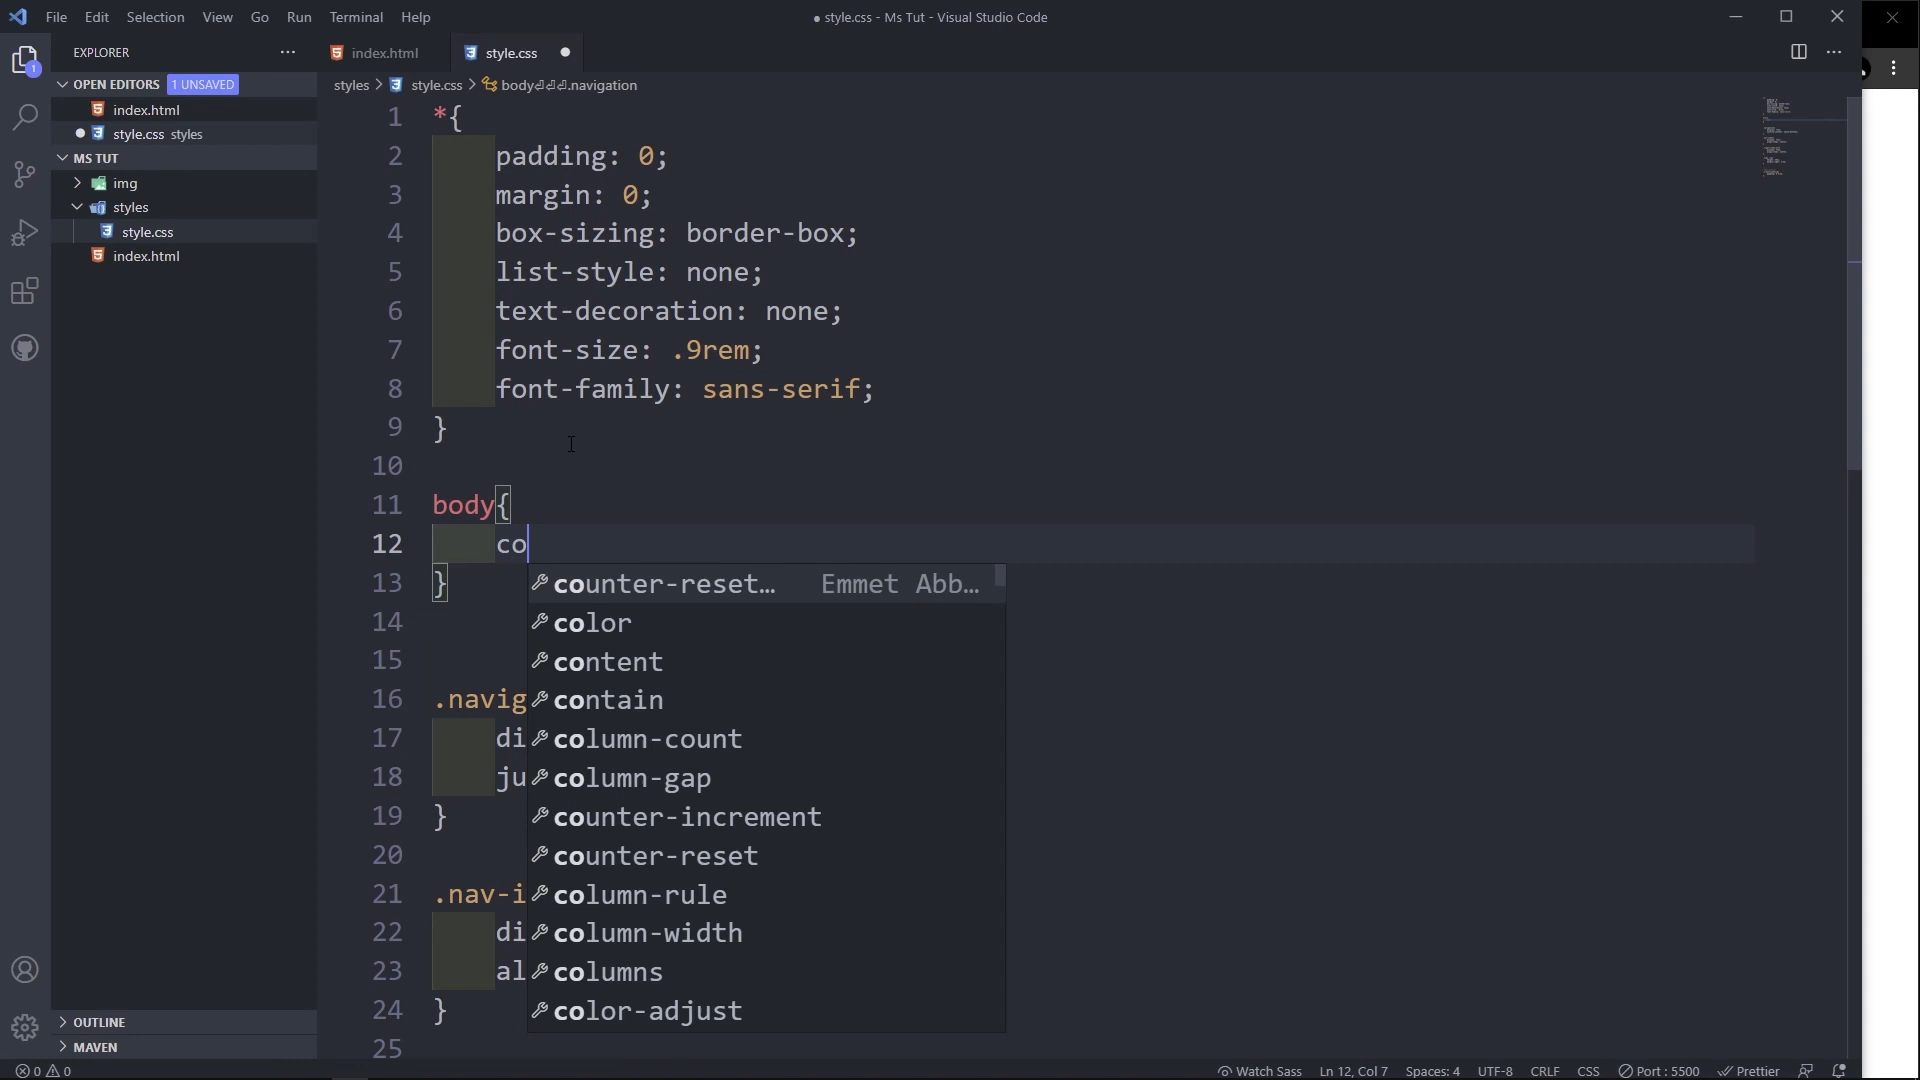 File Edit Selection View Go Run Terminal Help
● style.css - Ms Tut - Visual Studio Code
EXPLORER
OPEN EDITORS 1 UNSAVED
index.html
style.css styles
MS TUT
img
styles
style.css
index.html
OUTLINE
MAVEN
index.html
style.css
styles > style.css > body⏎⏎⏎.navigation
1 *{
2 padding: 0;
3 margin: 0;
4 box-sizing: border-box;
5 list-style: none;
6 text-decoration: none;
7 font-size: .9rem;
8 font-family: sans-serif;
9 }
10
11 body{
12 co
13 }
14
15
16 .navig
17 di
18 ju
19 }
20
21 .nav-i
22 di
23 al
24 }
25
counter-reset… Emmet Abb…
color
content
contain
column-count
column-gap
counter-increment
counter-reset
column-rule
column-width
columns
color-adjust
1
0 0
Watch Sass Ln 12, Col 7 Spaces: 4 UTF-8 CRLF CSS Port : 5500 Prettier